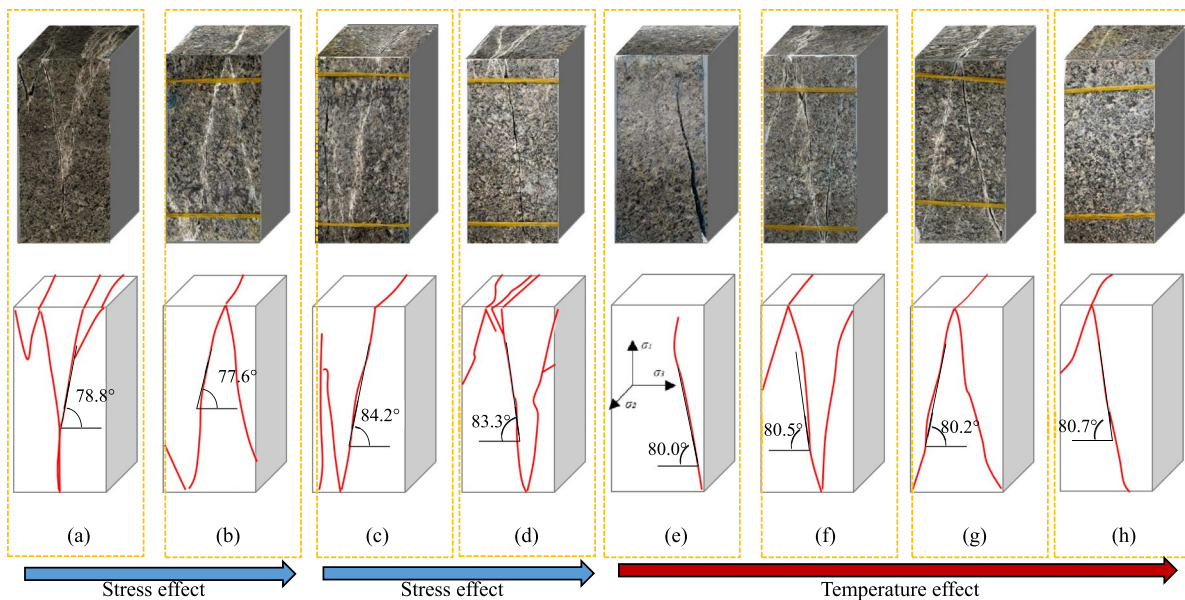 78.8°
77.6°
84.2°
83.3°
σ₁
σ₃
σ₂
80.0°
80.5°
80.2°
80.7°
(a)
(b)
(c)
(d)
(e)
(f)
(g)
(h)
Stress effect
Stress effect
Temperature effect